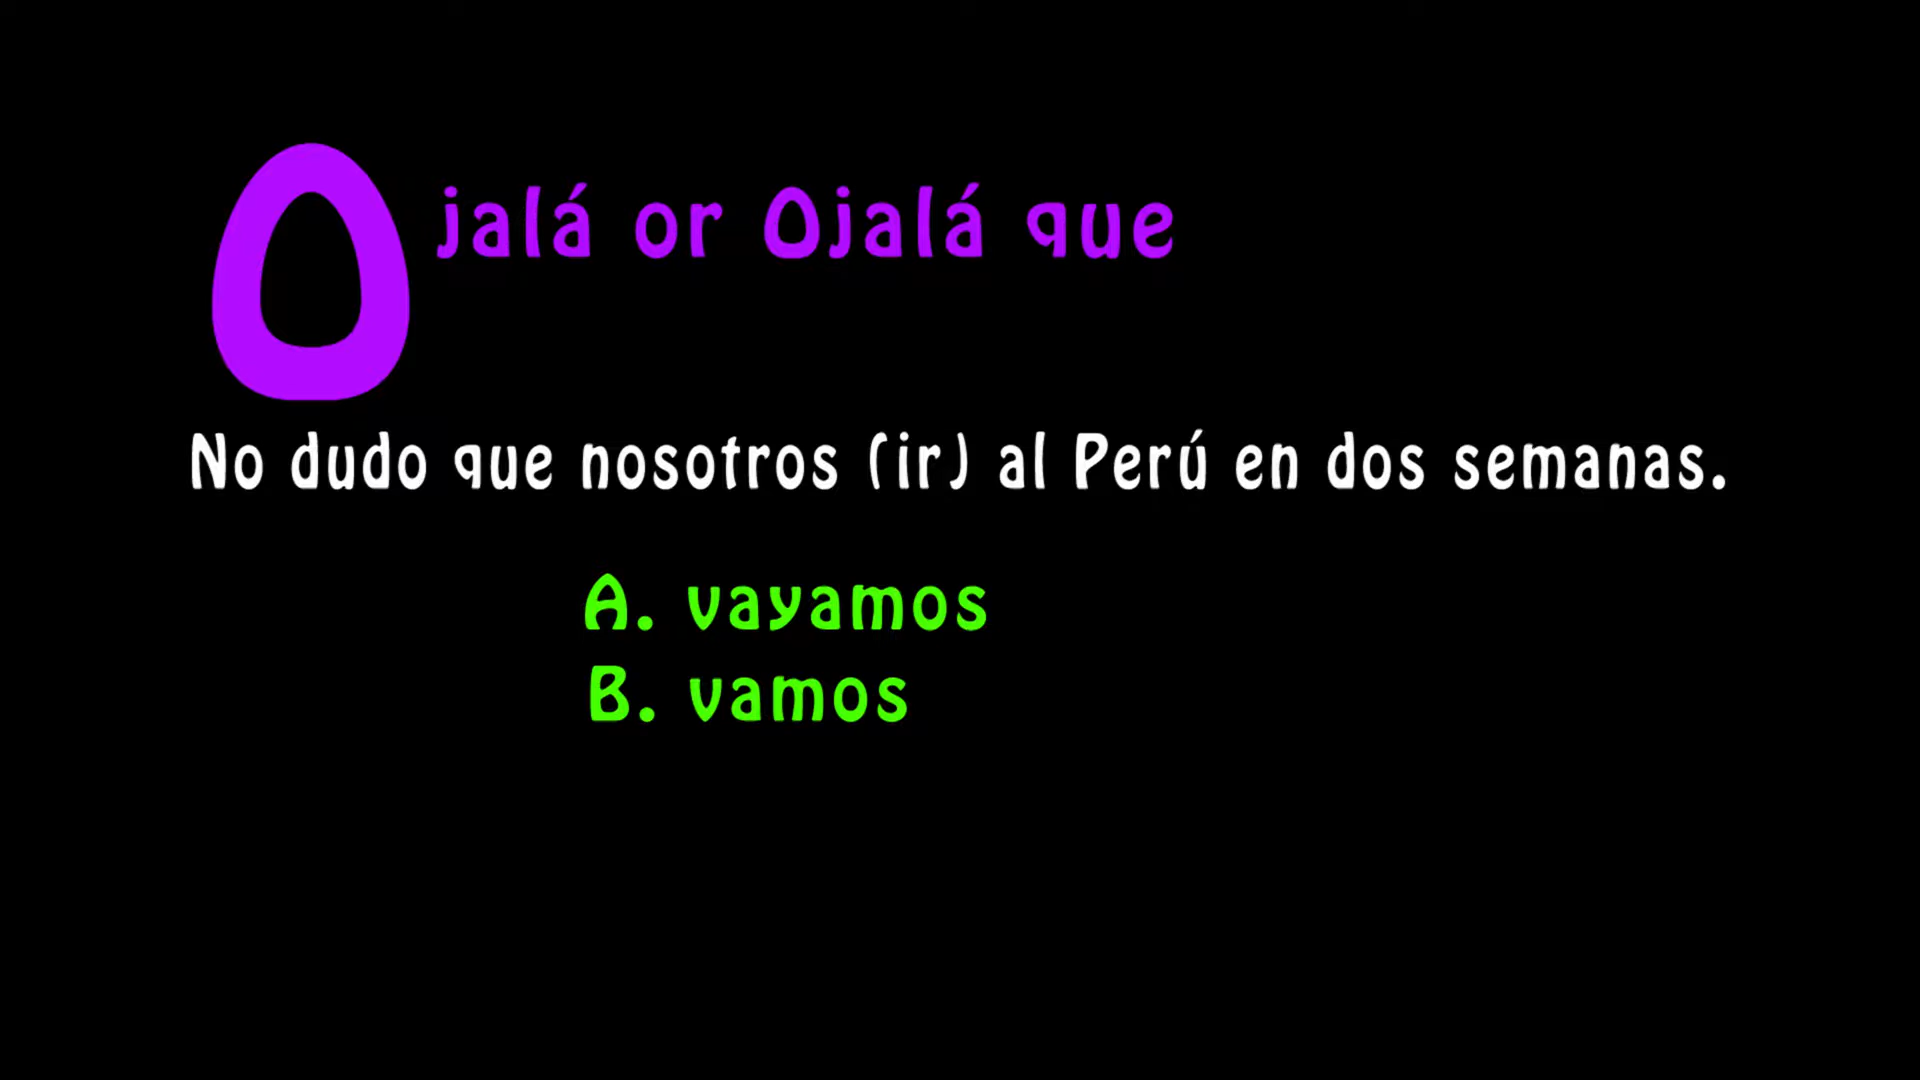 Ojalá or Ojalá que
No dudo que nosotros (ir) al Perú en dos semanas.
A. vayamos
B. vamos